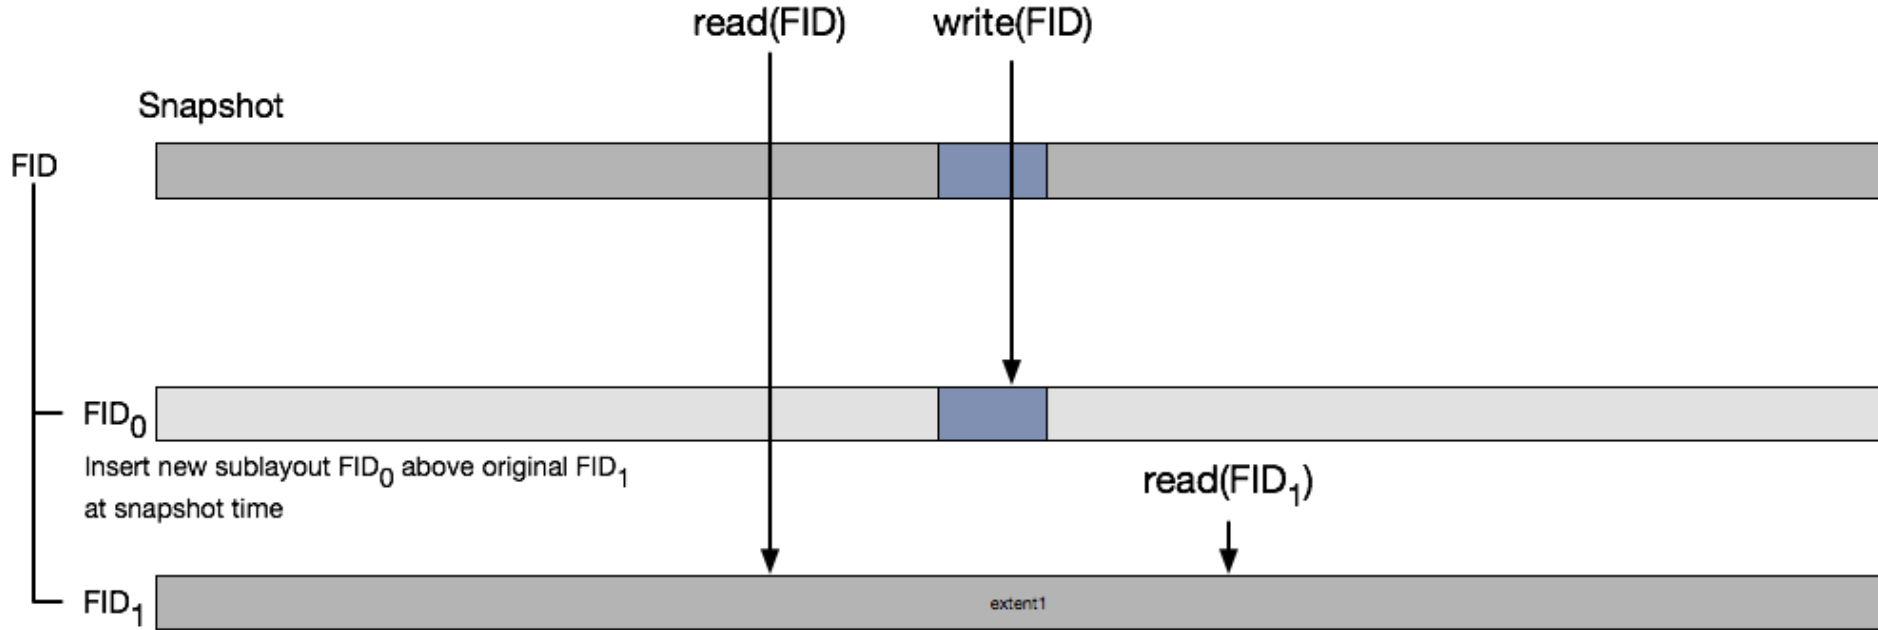 read(FID)
write(FID)
Snapshot
FID
FID0
Insert new sublayout FID0 above original FID1
at snapshot time
read(FID1)
FID1
extent1